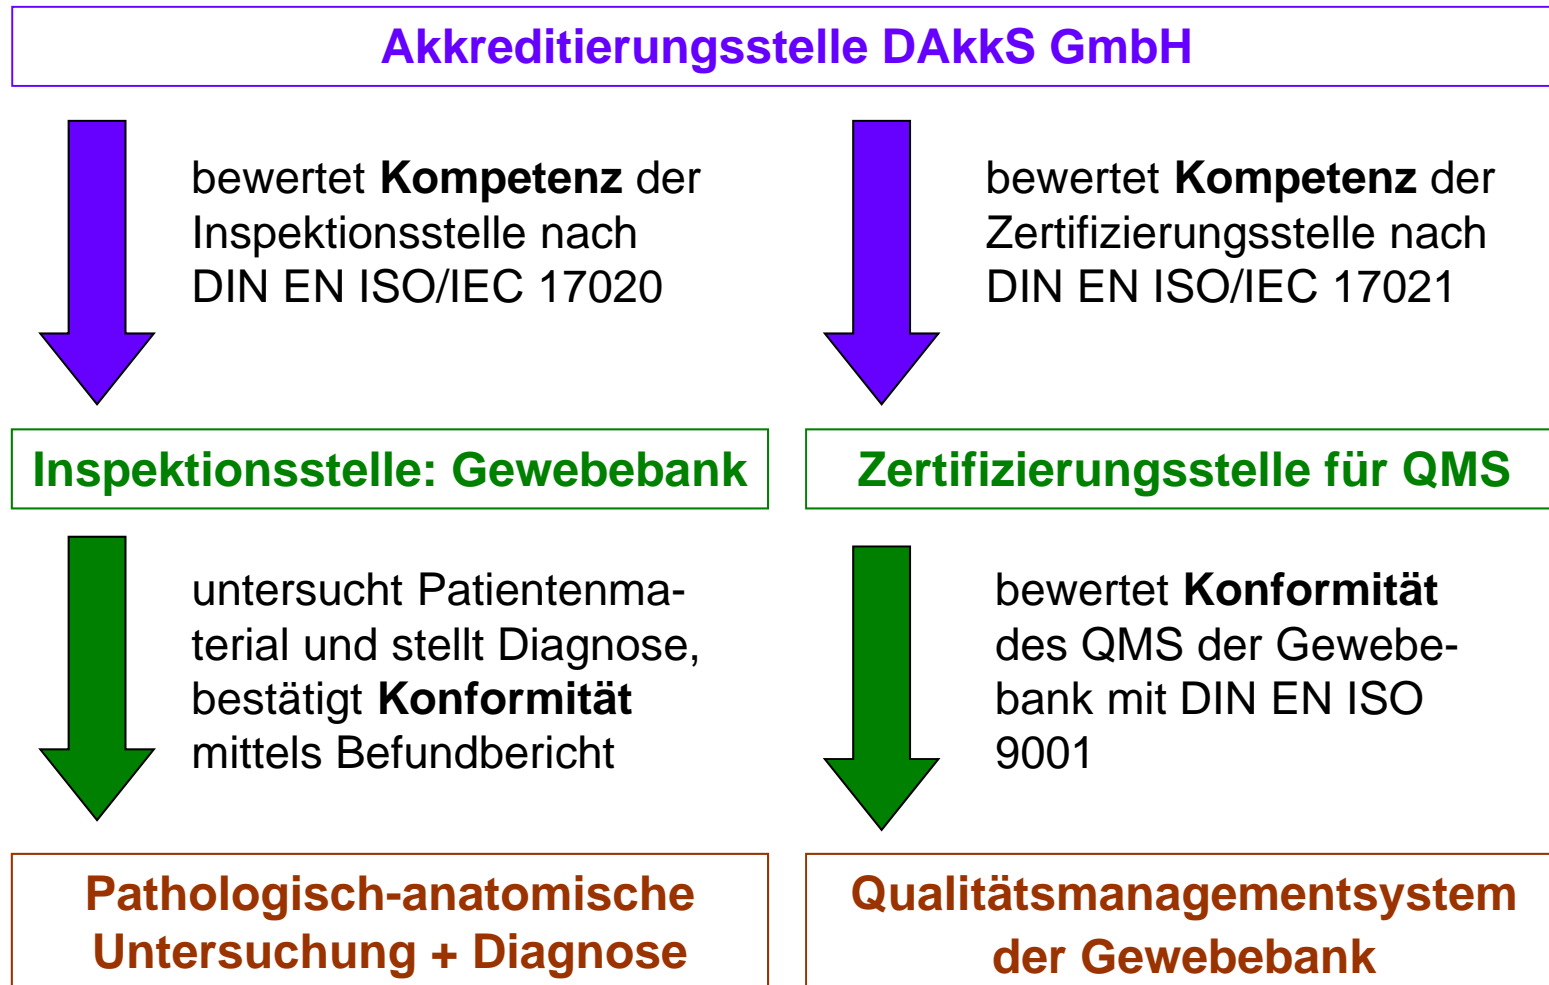 Akkreditierungsstelle DAkkS GmbH
bewertet Kompetenz der
Inspektionsstelle nach
DIN EN ISO/IEC 17020
bewertet Kompetenz der
Zertifizierungsstelle nach
DIN EN ISO/IEC 17021
Inspektionsstelle: Gewebebank
Zertifizierungsstelle für QMS
untersucht Patientenma-
terial und stellt Diagnose,
bestätigt Konformität
mittels Befundbericht
bewertet Konformität
des QMS der Gewebe-
bank mit DIN EN ISO
9001
Pathologisch-anatomische
Untersuchung + Diagnose
Qualitätsmanagementsystem
der Gewebebank